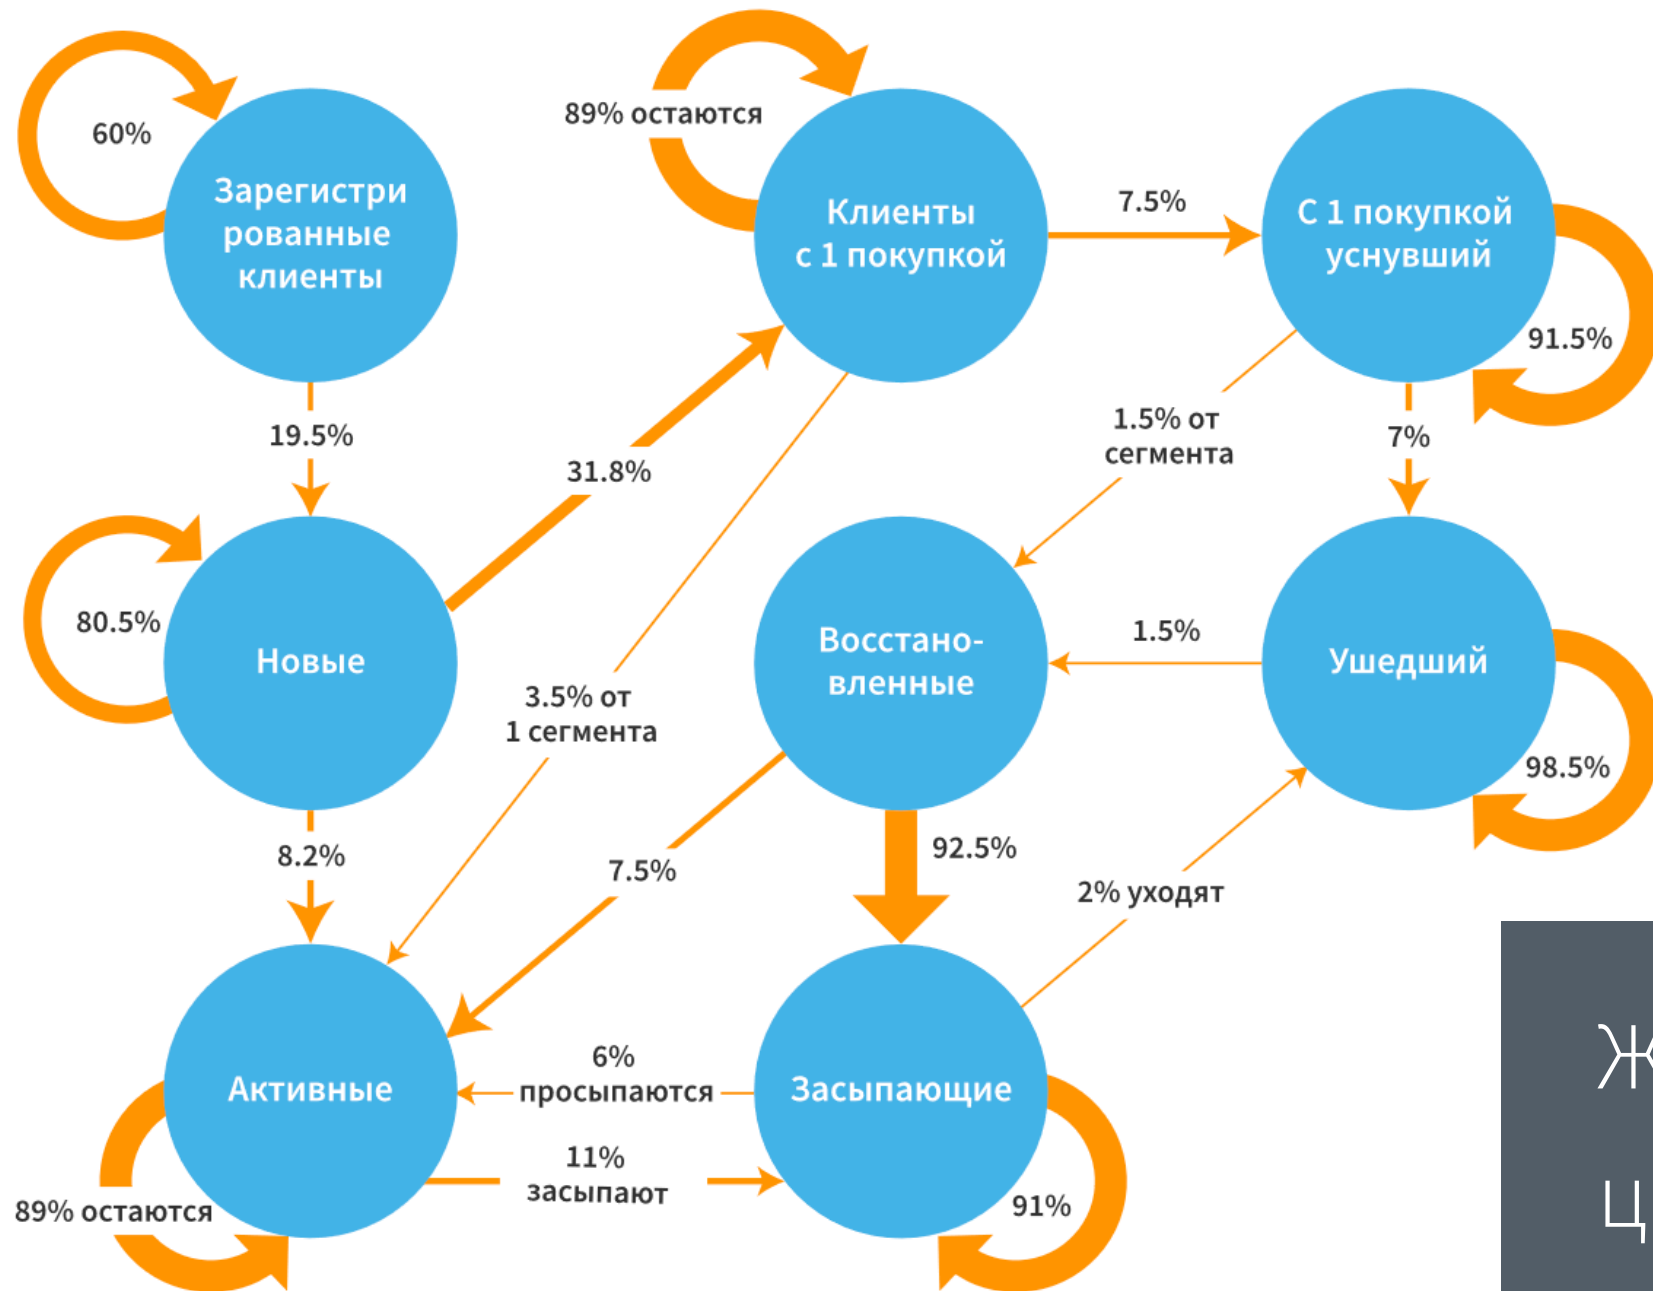 60%
Зарегистри
рованные
клиенты
89% остаются
Клиенты
с 1 покупкой
7.5%
С 1 покупкой
уснувший
91.5%
19.5%
31.8%
1.5% от
сегмента
7%
80.5%
Новые
3.5% от
1 сегмента
Восстано-
вленные
1.5%
Ушедший
98.5%
8.2%
7.5%
92.5%
2% уходят
Активные
6%
просыпаются
11%
засыпают
Засыпающие
89% остаются
91%
Ц